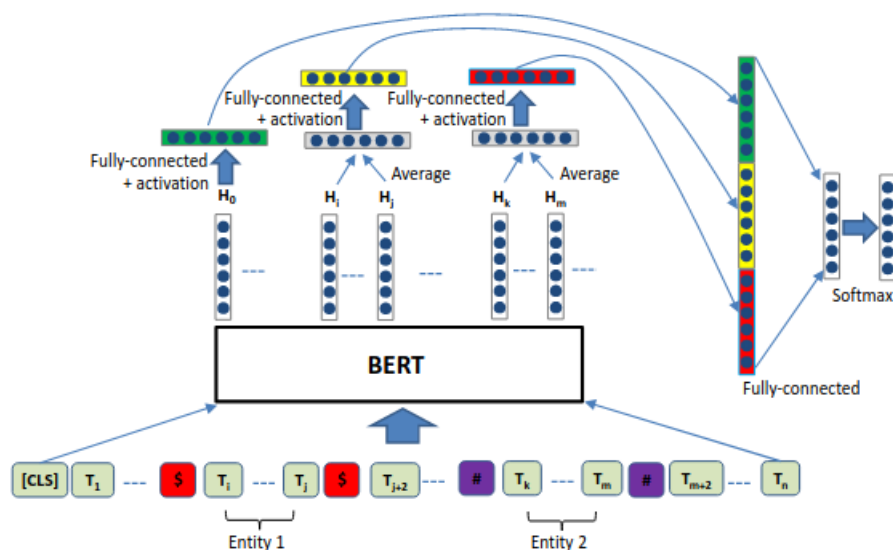 Fully-connected
+ activation
Fully-connected
+ activation
Fully-connected
+ activation
Average
Average
H0
Hi
Hj
Hk
Hm
Softmax
Fully-connected
BERT
[CLS]
T1
$
Ti
Tj
$
Tj+2
#
Tk
Tm
#
Tm+2
Tn
Entity 1
Entity 2